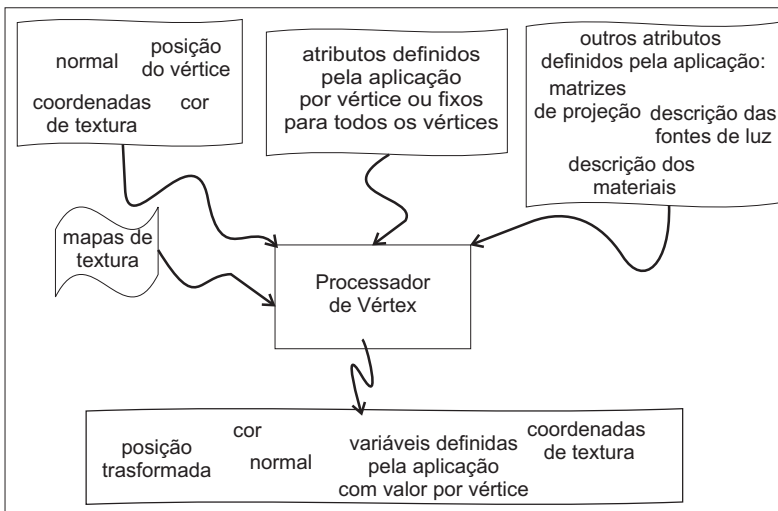 normal
posição
do vértice
coordenadas
de textura
cor
atributos definidos
pela aplicação
por vértice ou fixos
para todos os vértices
outros atributos
definidos pela aplicação:
matrizes
de projeção
descrição das
fontes de luz
descrição dos
materiais
mapas de
textura
Processador
de Vértex
posição
trasformada
cor
normal
variáveis definidas
pela aplicação
com valor por vértice
coordenadas
de textura